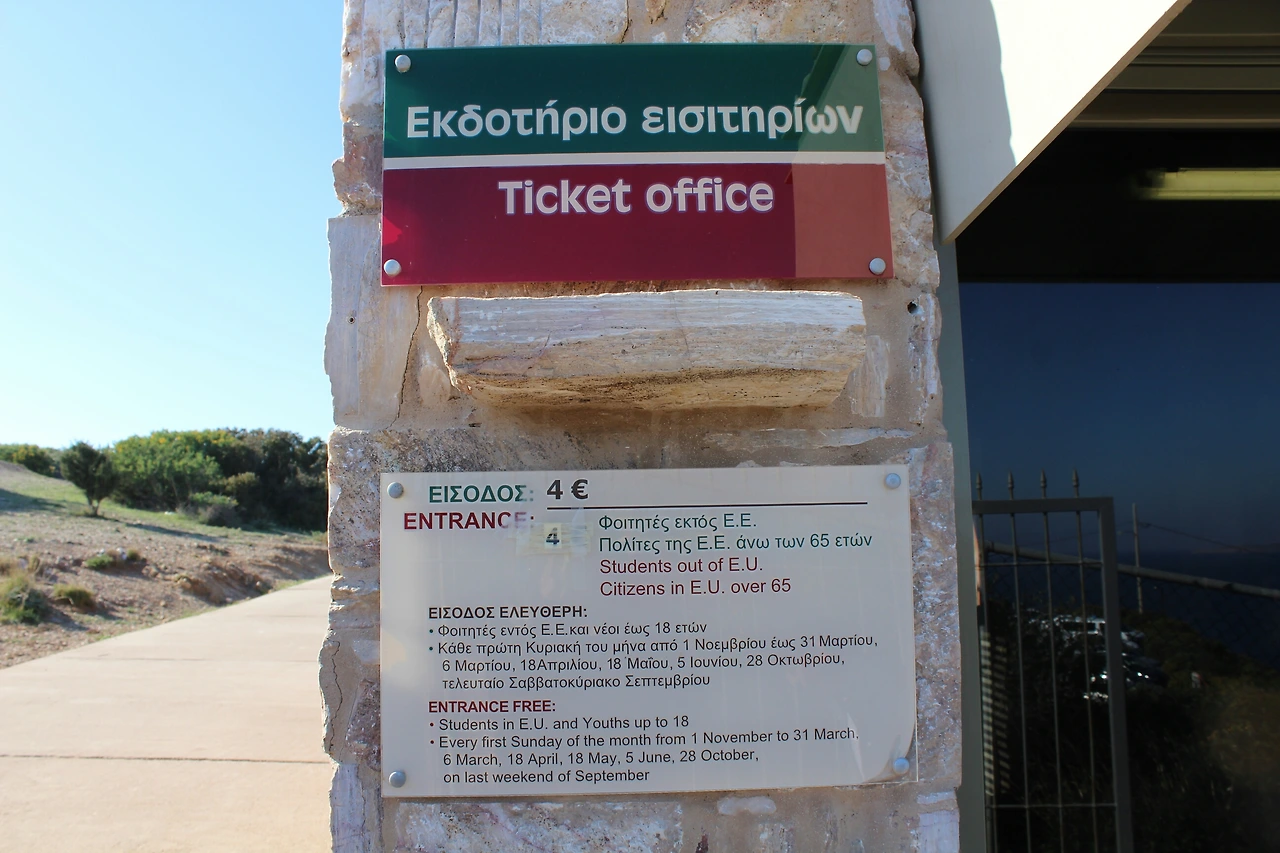 Εκδοτήριο εισιτηρίων
Ticket office
ΕΙΣΟΔΟΣ: 4 €
ENTRANCE:
4
Φοιτητές εκτός Ε.Ε.
Πολίτες της Ε.Ε. άνω των 65 ετών
Students out of E.U.
Citizens in E.U. over 65
ΕΙΣΟΔΟΣ ΕΛΕΥΘΕΡΗ:
• Φοιτητές εντός Ε.Ε.και νέοι έως 18 ετών
• Κάθε πρώτη Κυριακή του μήνα από 1 Νοεμβρίου έως 31 Μαρτίου,
6 Μαρτίου, 18Απριλίου, 18 Μαΐου, 5 Ιουνίου, 28 Οκτωβρίου,
τελευταίο Σαββατοκύριακο Σεπτεμβρίου
ENTRANCE FREE:
• Students in E.U. and Youths up to 18
• Every first Sunday of the month from 1 November to 31 March,
6 March, 18 April, 18 May, 5 June, 28 October,
on last weekend of September